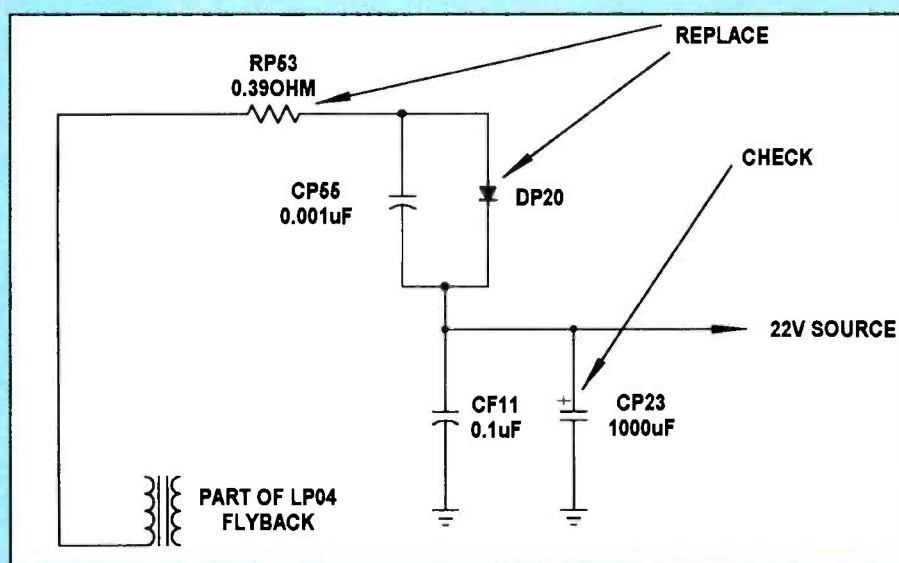 REPLACE
RP53
0.39OHM
CHECK
CP55
0.001uF
DP20
22V SOURCE
CF11
0.1uF
+
CP23
1000uF
PART OF LP04
FLYBACK